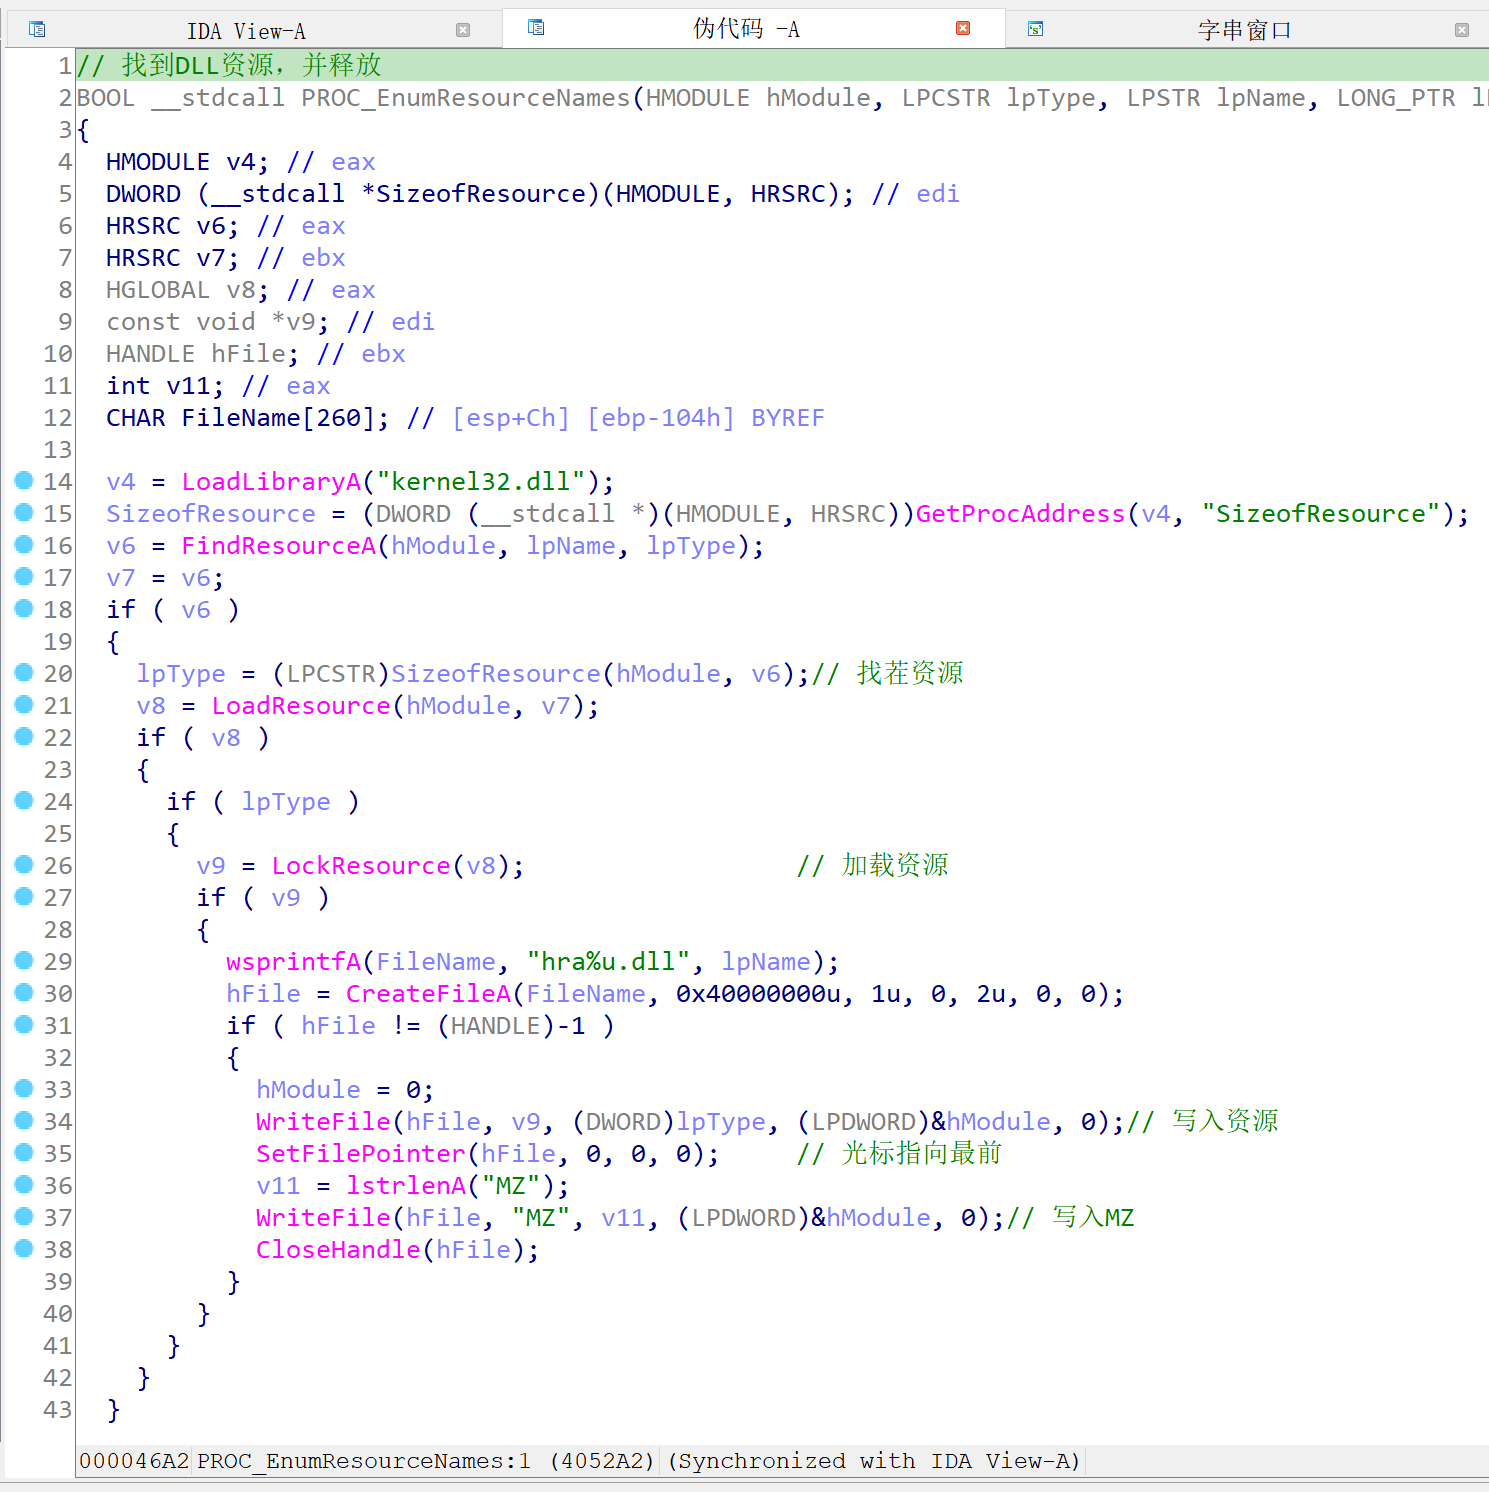 IDA View-A
伪代码 -A
字串窗口
1 // 找到DLL资源，并释放
2 BOOL __stdcall PROC_EnumResourceNames(HMODULE hModule, LPCSTR lpType, LPSTR lpName, LONG_PTR l
3 {
4   HMODULE v4; // eax
5   DWORD (__stdcall *SizeofResource)(HMODULE, HRSRC); // edi
6   HRSRC v6; // eax
7   HRSRC v7; // ebx
8   HGLOBAL v8; // eax
9   const void *v9; // edi
10   HANDLE hFile; // ebx
11   int v11; // eax
12   CHAR FileName[260]; // [esp+Ch] [ebp-104h] BYREF
13
14   v4 = LoadLibraryA("kernel32.dll");
15   SizeofResource = (DWORD (__stdcall *)(HMODULE, HRSRC))GetProcAddress(v4, "SizeofResource");
16   v6 = FindResourceA(hModule, lpName, lpType);
17   v7 = v6;
18   if ( v6 )
19   {
20     lpType = (LPCSTR)SizeofResource(hModule, v6);// 找茬资源
21     v8 = LoadResource(hModule, v7);
22     if ( v8 )
23     {
24       if ( lpType )
25       {
26         v9 = LockResource(v8);                  // 加载资源
27         if ( v9 )
28         {
29           wsprintfA(FileName, "hra%u.dll", lpName);
30           hFile = CreateFileA(FileName, 0x40000000u, 1u, 0, 2u, 0, 0);
31           if ( hFile != (HANDLE)-1 )
32           {
33             hModule = 0;
34             WriteFile(hFile, v9, (DWORD)lpType, (LPDWORD)&hModule, 0);// 写入资源
35             SetFilePointer(hFile, 0, 0, 0);     // 光标指向最前
36             v11 = lstrlenA("MZ");
37             WriteFile(hFile, "MZ", v11, (LPDWORD)&hModule, 0);// 写入MZ
38             CloseHandle(hFile);
39           }
40         }
41       }
42     }
43   }
000046A2 PROC_EnumResourceNames:1 (4052A2) (Synchronized with IDA View-A)